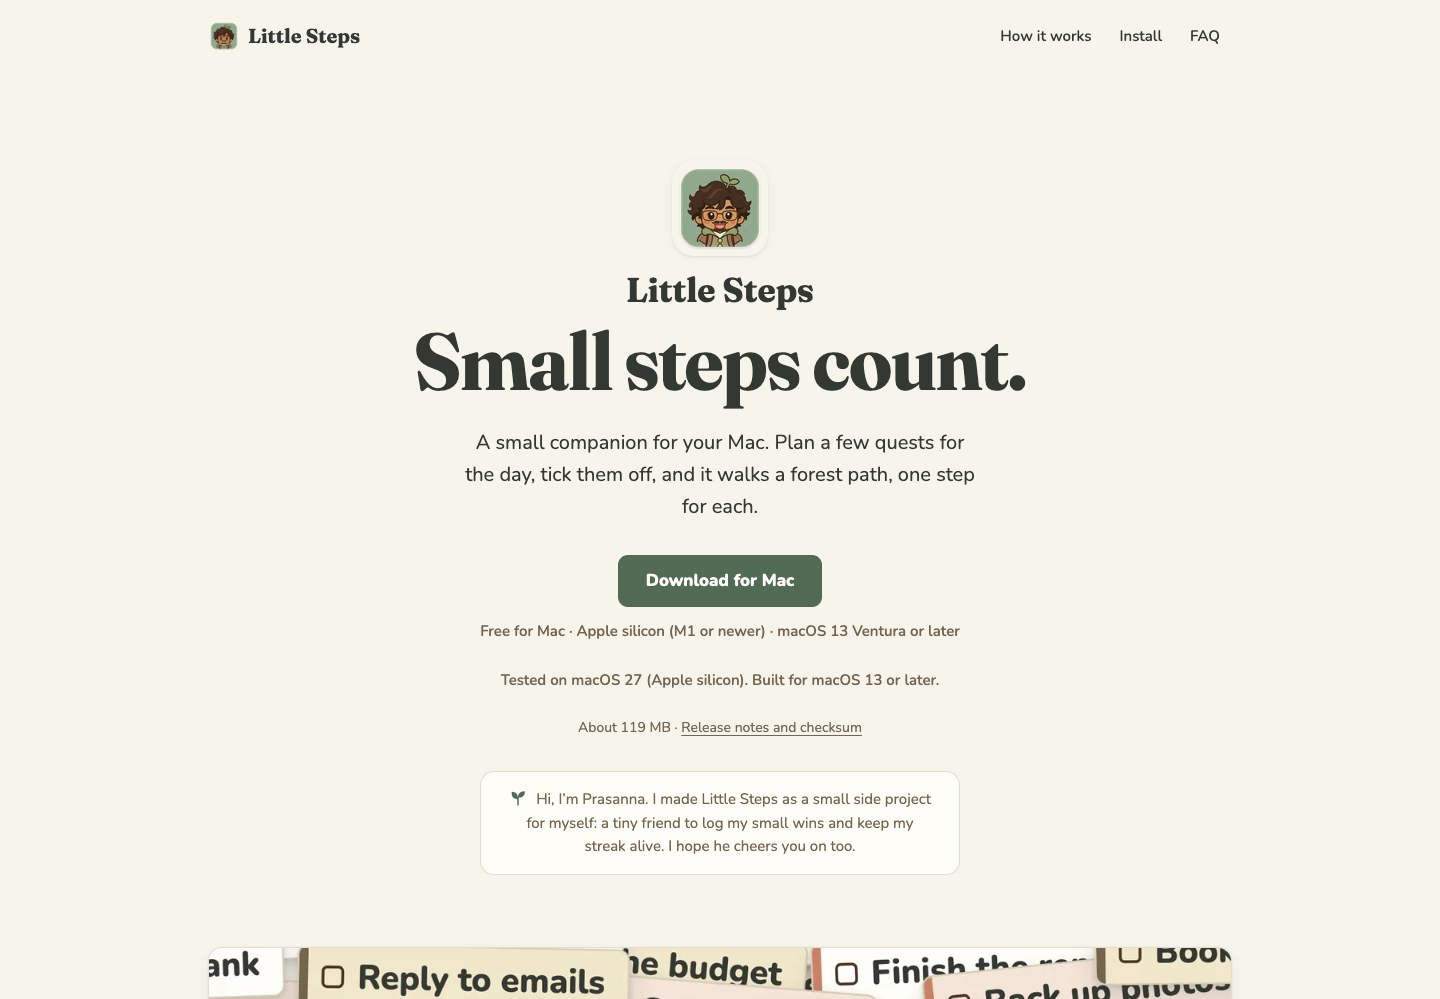 Little Steps
How it works
Install
FAQ
Little Steps
Small steps count.
A small companion for your Mac. Plan a few quests for
the day, tick them off, and it walks a forest path, one step
for each.
Download for Mac
Free for Mac · Apple silicon (M1 or newer) · macOS 13 Ventura or later
Tested on macOS 27 (Apple silicon). Built for macOS 13 or later.
About 119 MB · Release notes and checksum
Hi, I’m Prasanna. I made Little Steps as a small side project
for myself: a tiny friend to log my small wins and keep my
streak alive. I hope he cheers you on too.
Reply to emails
budget
Finish the
Back up photos